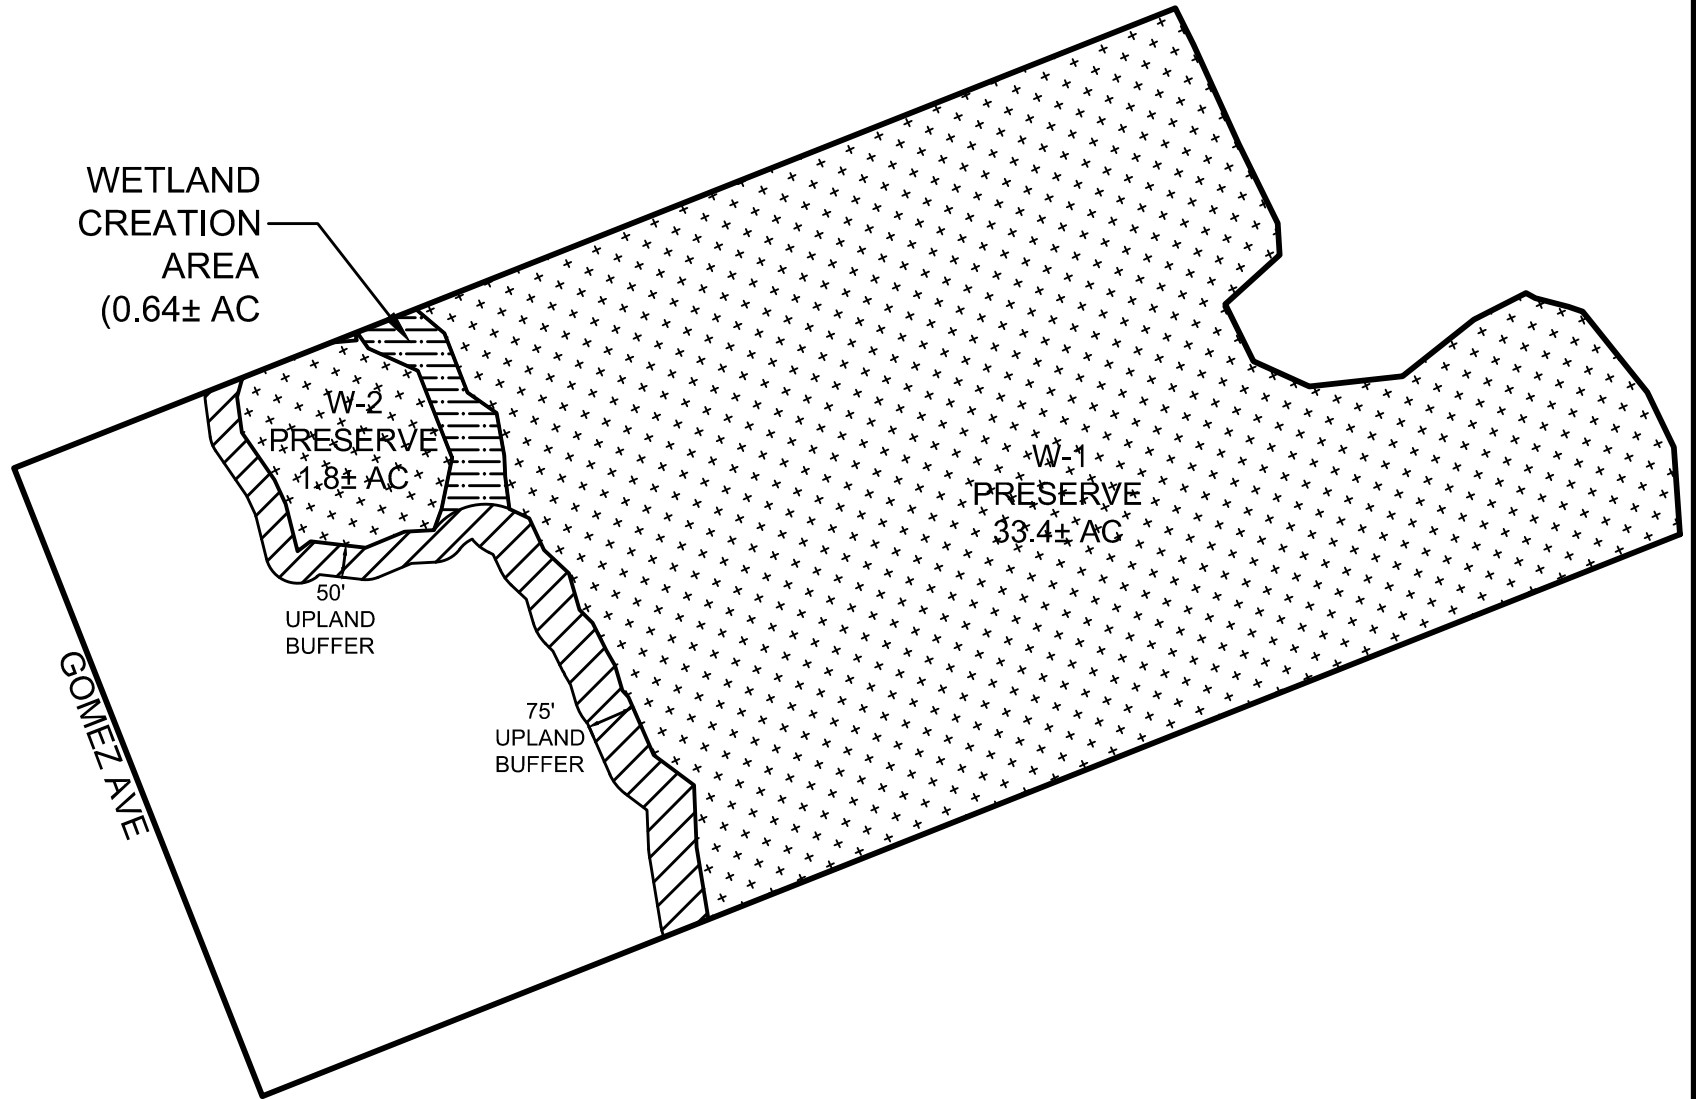 WETLAND
CREATION
AREA
(0.64± AC
W-2
PRESERVE
1.8± AC
W-1
PRESERVE
33.4± AC
50'
UPLAND
BUFFER
75'
UPLAND
BUFFER
GOMEZ AVE